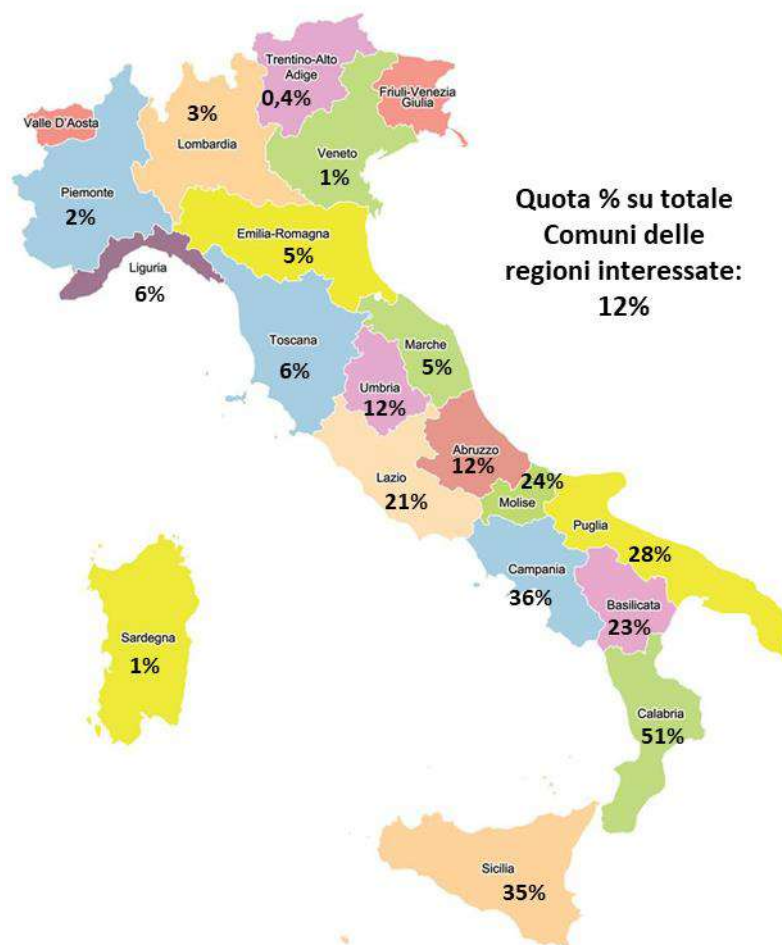 Trentino-Alto
Adige
0,4%
Friuli-Venezia
Giulia
3%
Lombardia
Valle D'Aosta
Veneto
1%
Piemonte
2%
Emilia-Romagna
5%
Liguria
6%
Quota % su totale
Comuni delle
regioni interessate:
12%
Toscana
6%
Marche
5%
Umbria
12%
Abruzzo
12%
Lazio
21%
24%
Molise
Puglia
28%
Campania
36%
Basilicata
23%
Sardegna
1%
Calabria
51%
Sicilia
35%